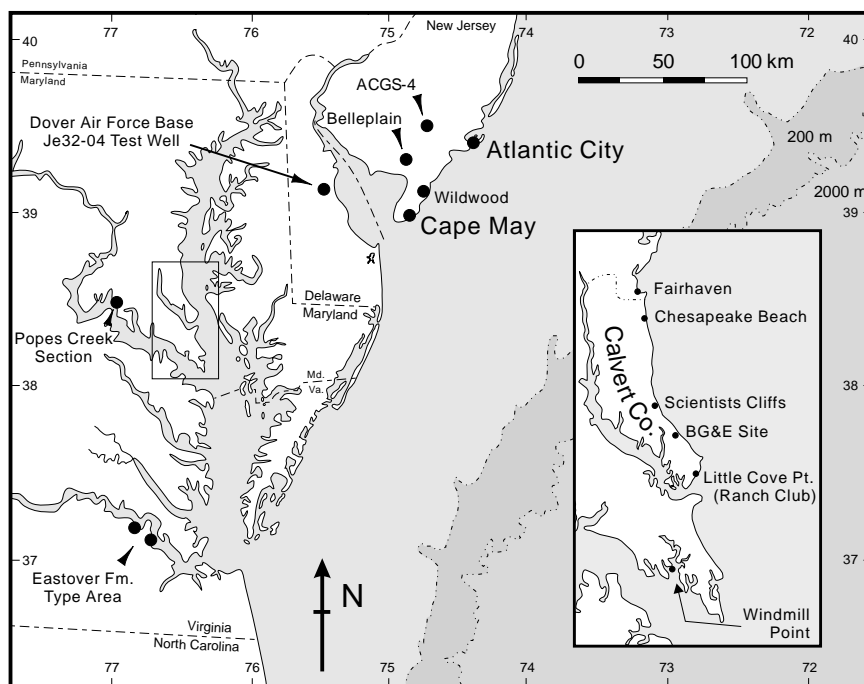 77
76
75
74
73
40
40
New Jersey
Pennsylvania
Maryland
0
50
100 km
ACGS-4
Dover Air Force Base
Je32-04 Test Well
Belleplain
Atlantic City
200 m
Wildwood
2000 m
39
39
Cape May
Delaware
Maryland
Popes Creek
Section
Md.
Va.
38
38
Fairhaven
Chesapeake Beach
Calvert Co.
Scientists Cliffs
BG&E Site
Little Cove Pt.
(Ranch Club)
Windmill
Point
37
37
Eastover Fm.
Type Area
N
Virginia
North Carolina
77
76
75
74
73
72